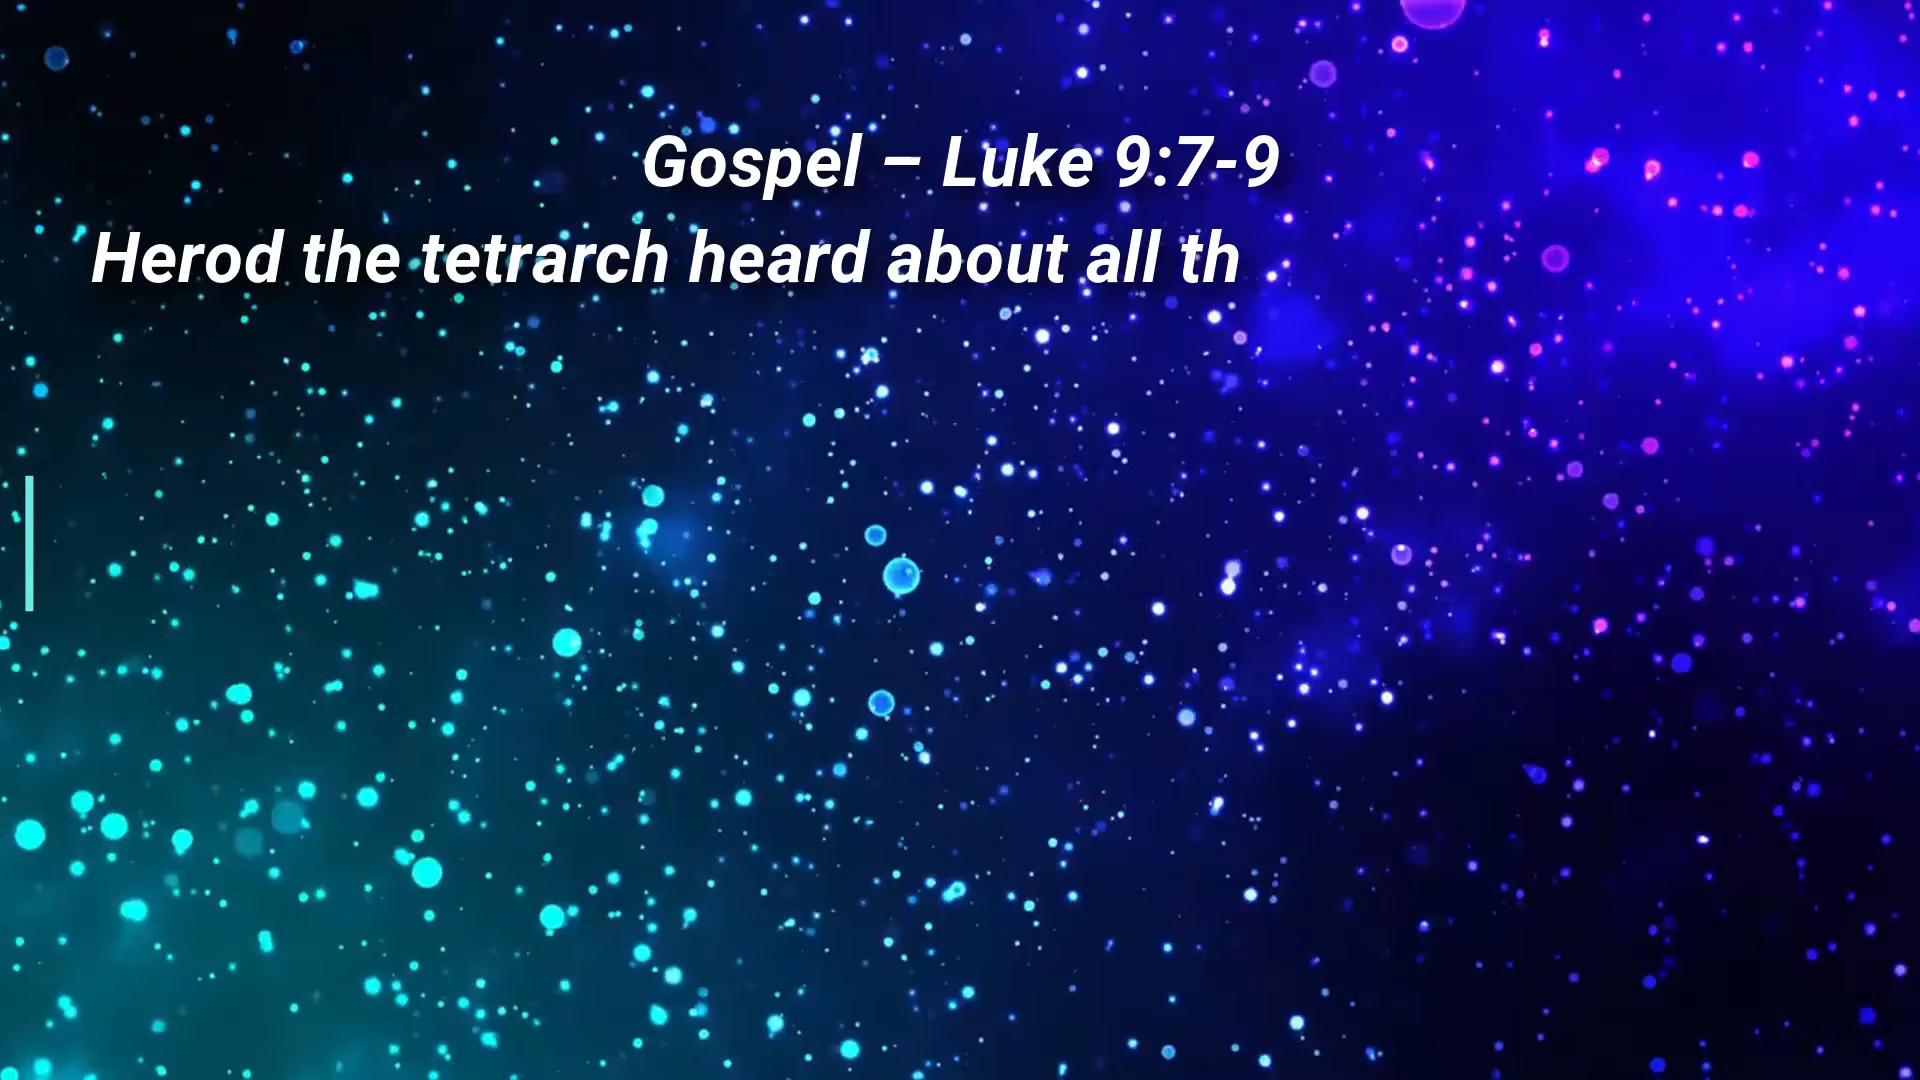 Gospel – Luke 9:7-9
Herod the tetrarch heard about all th